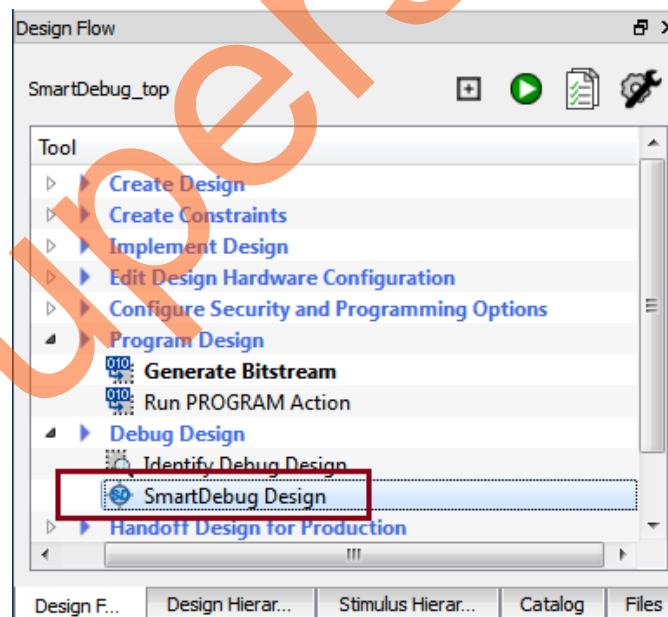 Design Flow
SmartDebug_top
Tool
Create Design
Create Constraints
Implement Design
Edit Design Hardware Configuration
Configure Security and Programming Options
Program Design
Generate Bitstream
Run PROGRAM Action
Debug Design
Identify Debug Design
SmartDebug Design
Handoff Design for Production
Design F... Design Hierar... Stimulus Hierar... Catalog Files